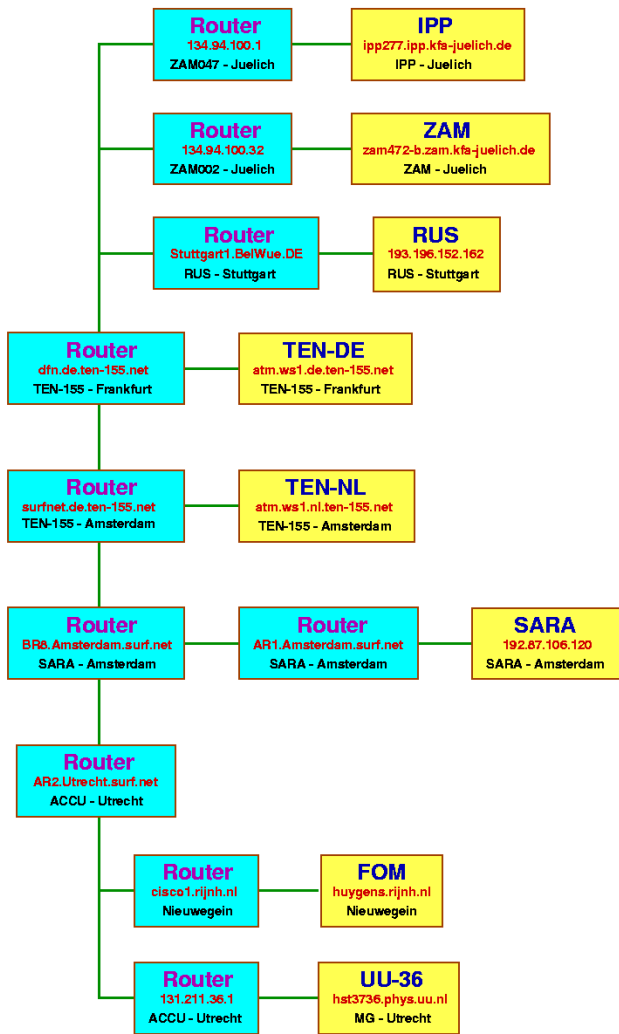 Router
134.94.100.1
ZAM047 - Juelich
IPP
ipp277.ipp.kfa-juelich.de
IPP - Juelich
Router
134.94.100.32
ZAM002 - Juelich
ZAM
zam472-b.zam.kfa-juelich.de
ZAM - Juelich
Router
Stuttgart1.BelWue.DE
RUS - Stuttgart
RUS
193.196.152.162
RUS - Stuttgart
Router
dfn.de.ten-155.net
TEN-155 - Frankfurt
TEN-DE
atm.ws1.de.ten-155.net
TEN-155 - Frankfurt
Router
surfnet.de.ten-155.net
TEN-155 - Amsterdam
TEN-NL
atm.ws1.nl.ten-155.net
TEN-155 - Amsterdam
Router
BR8.Amsterdam.surf.net
SARA - Amsterdam
Router
AR1.Amsterdam.surf.net
SARA - Amsterdam
SARA
192.87.106.120
SARA - Amsterdam
Router
AR2.Utrecht.surf.net
ACCU - Utrecht
Router
cisco1.rijnh.nl
Nieuwegein
FOM
huygens.rijnh.nl
Nieuwegein
Router
131.211.36.1
ACCU - Utrecht
UU-36
hst3736.phys.uu.nl
MG - Utrecht